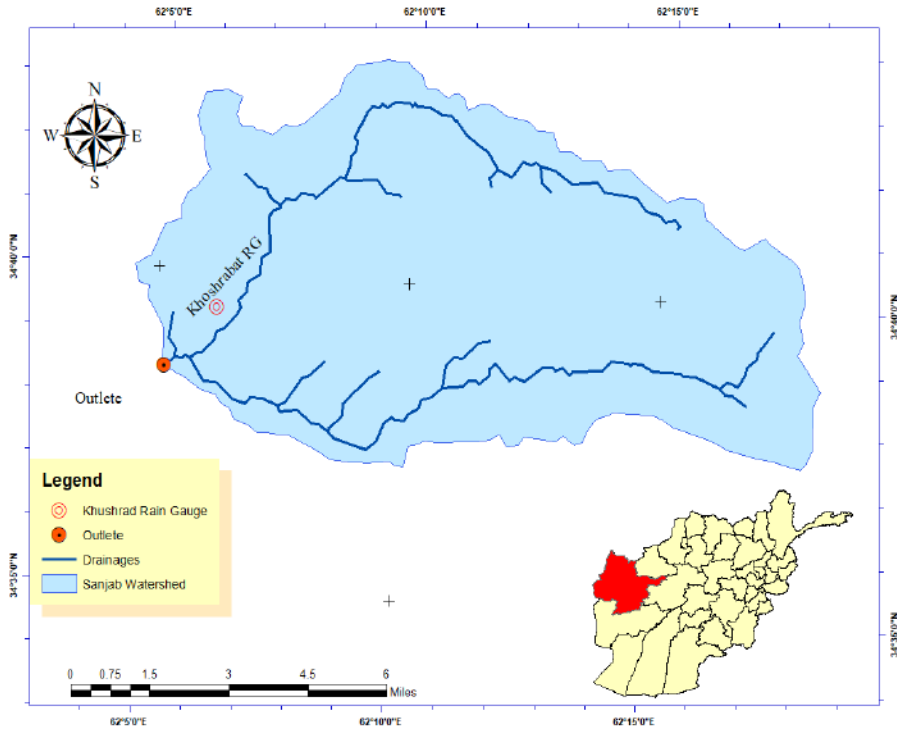 62°5'0"E 62°10'0"E 62°15'0"E
N
W E
S
34°40'0"N
Khoshrabat RG
34°40'0"N
Outlete
Legend
Khushrad Rain Gauge
Outlete
Drainages
Sanjab Watershed
34°35'0"N
34°35'0"N
0 0.75 1.5 3 4.5 6
Miles
62°5'0"E 62°10'0"E 62°15'0"E